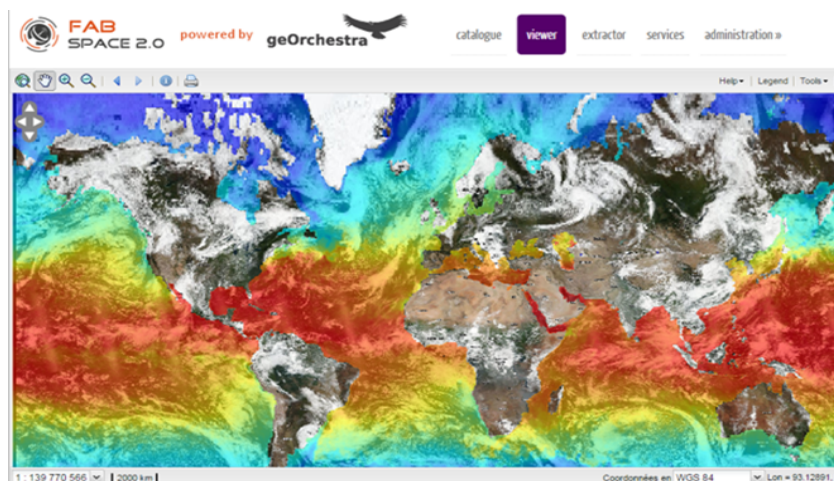 FAB
SPACE 2.0
powered by
geOrchestra
catalogue viewer extractor services administration »
Help Legend Tools
1 : 139 770 566
2000 km
Coordonnées en WGS 84 Lon = 93.12891,